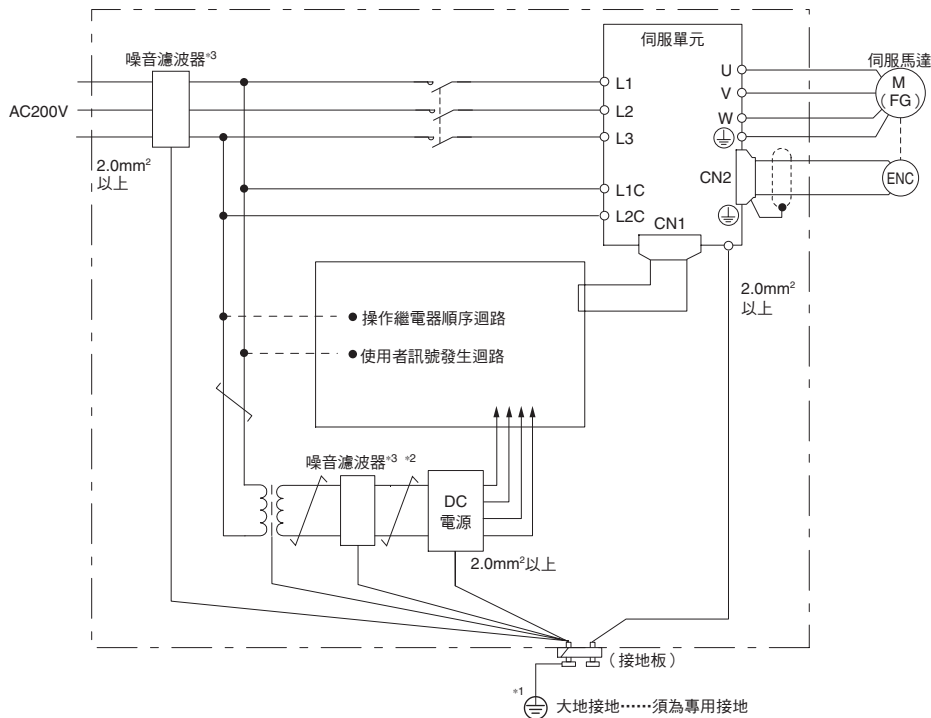 噪音濾波器*3
伺服單元
伺服馬達
AC200V
L1
L2
L3
L1C
L2C
U
V
W
M
(FG)
CN2
ENC
CN1
2.0mm²
以上
2.0mm²
以上
操作繼電器順序迴路
使用者訊號發生迴路
噪音濾波器*3 *2
DC
電源
2.0mm²以上
（接地板）
*1
大地接地……須為專用接地